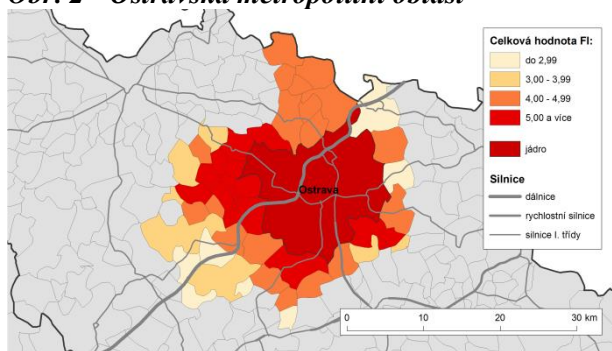 Obr. 2 – Ostravská metropolitní oblast
Celková hodnota FI:
do 2,99
3,00 - 3,99
4,00 - 4,99
5,00 a více
jádro
Silnice
dálnice
rychlostní silnice
silnice I. třídy
Ostrava
0 10 20 30 km